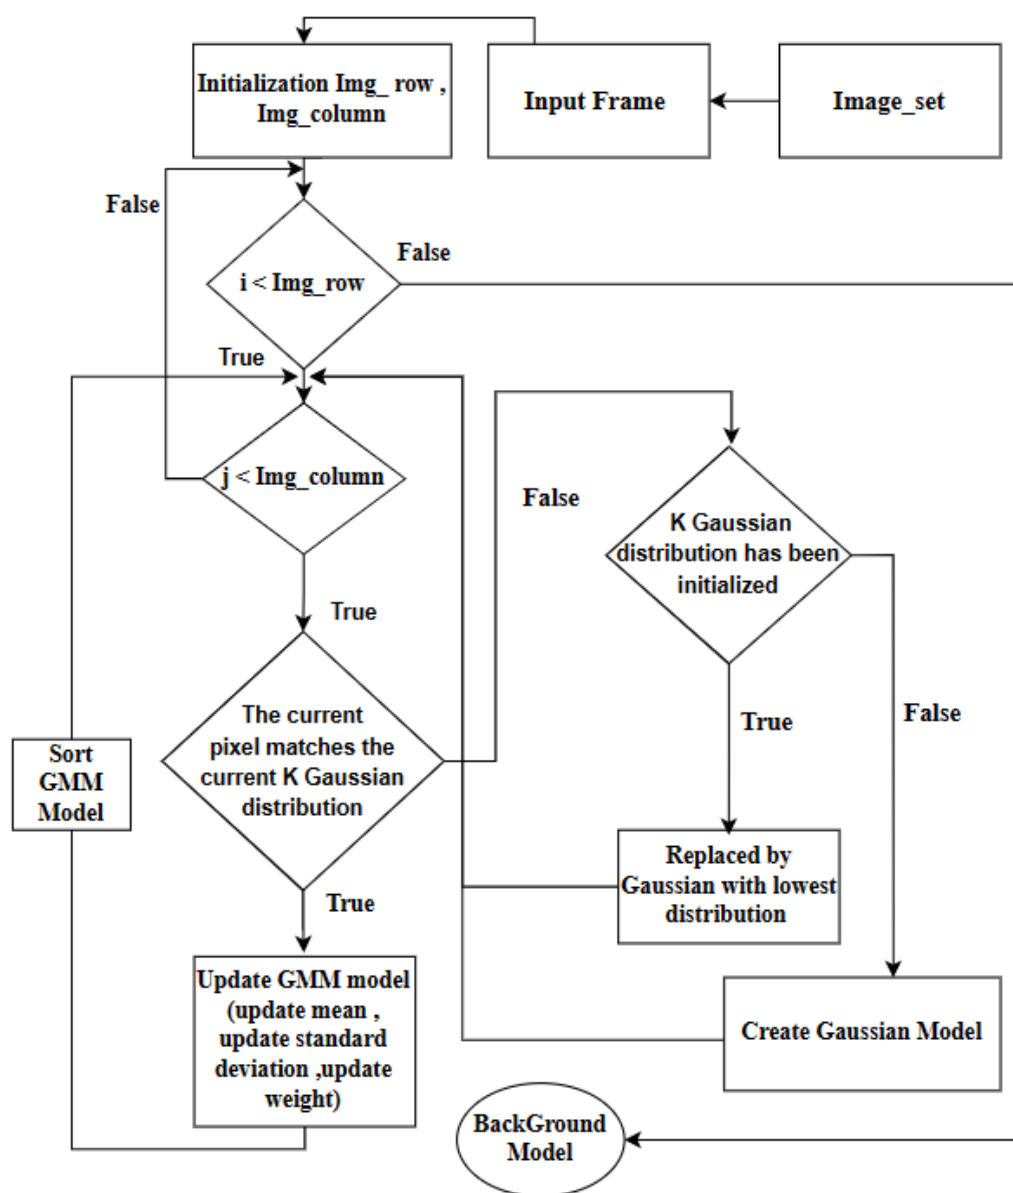 Initialization Img_ row ,
Img_column
Input Frame
Image_set
False
i < Img_row
False
True
j < Img_column
False
K Gaussian
distribution has been
initialized
True
The current
pixel matches the
current K Gaussian
distribution
True
False
Sort
GMM
Model
Replaced by
Gaussian with lowest
distribution
True
Update GMM model
(update mean ,
update standard
deviation ,update
weight)
Create Gaussian Model
BackGround
Model